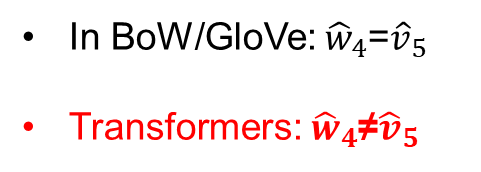 • In BoW/GloVe: ŵ₄=v̂₅
• Transformers: ŵ₄≠v̂₅